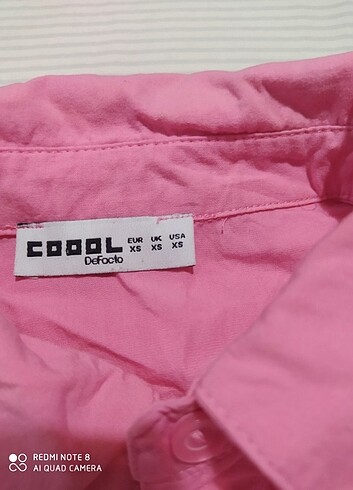 COOOL EUR UK USA
XS XS XS
DeFacto
REDMI NOTE 8
AI QUAD CAMERA